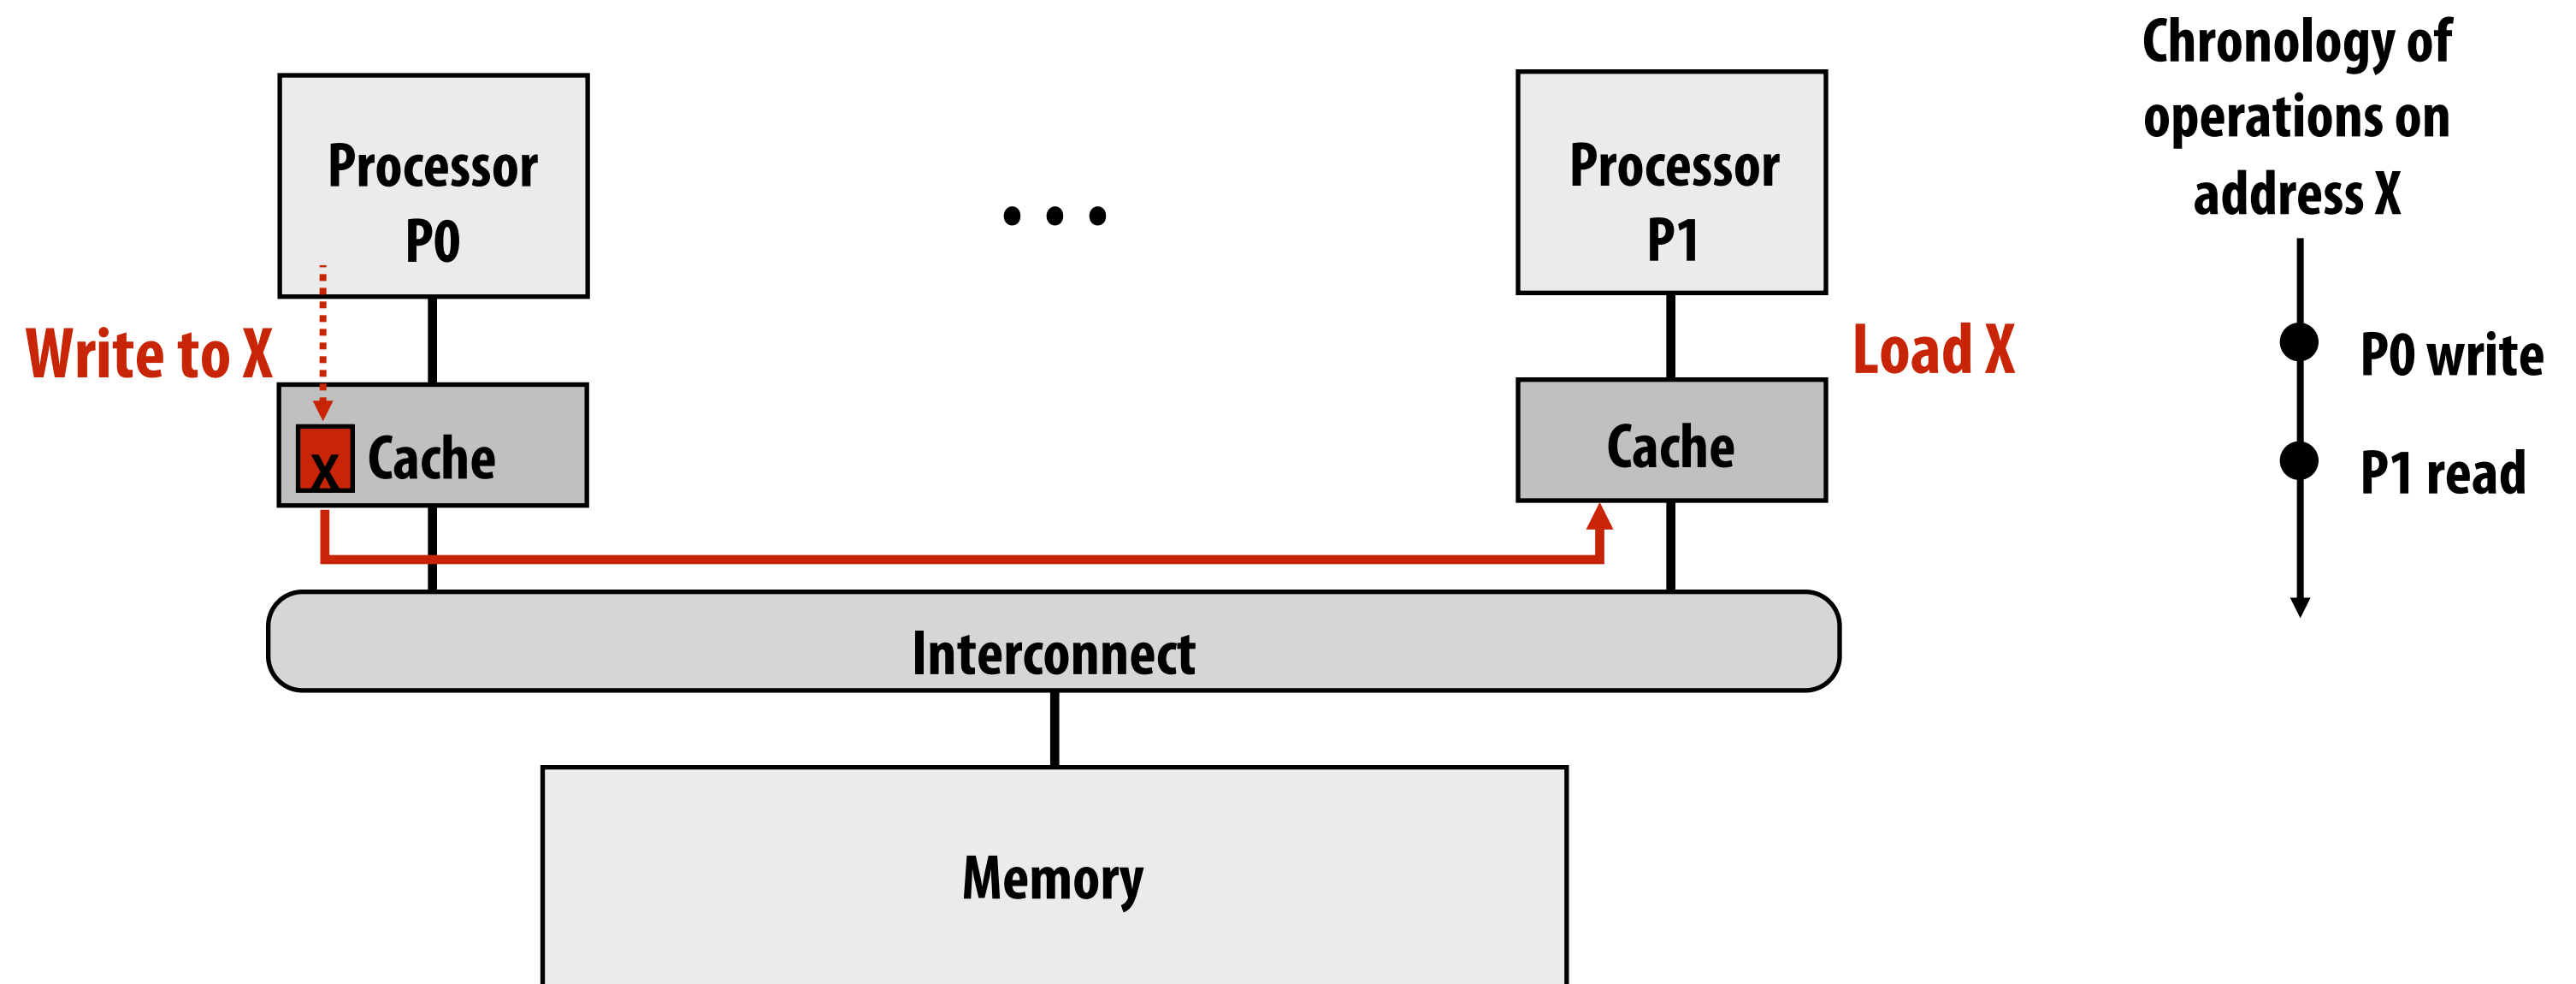 Processor
P0
Processor
P1
Chronology of
operations on
address X
Write to X
Load X
P0 write
X
Cache
Cache
P1 read
Interconnect
Memory